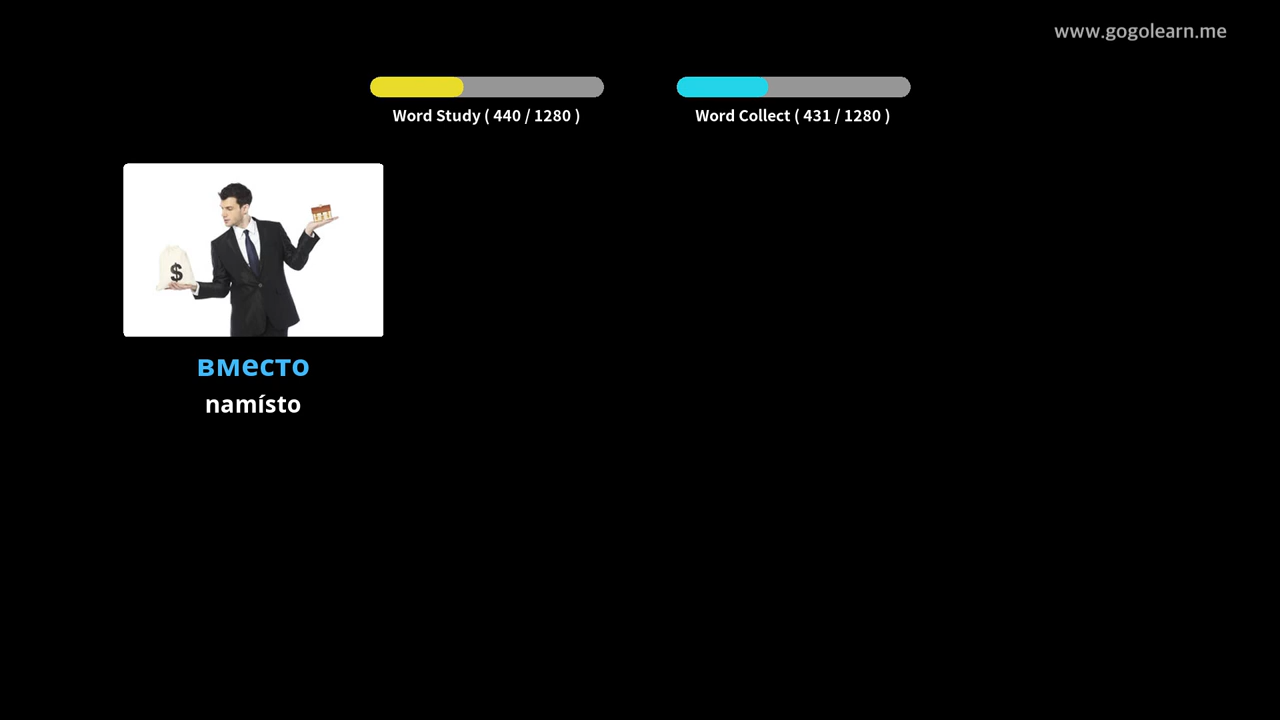 www.gogolearn.me
Word Study ( 440 / 1280 )
Word Collect ( 431 / 1280 )
$
вместо
namísto